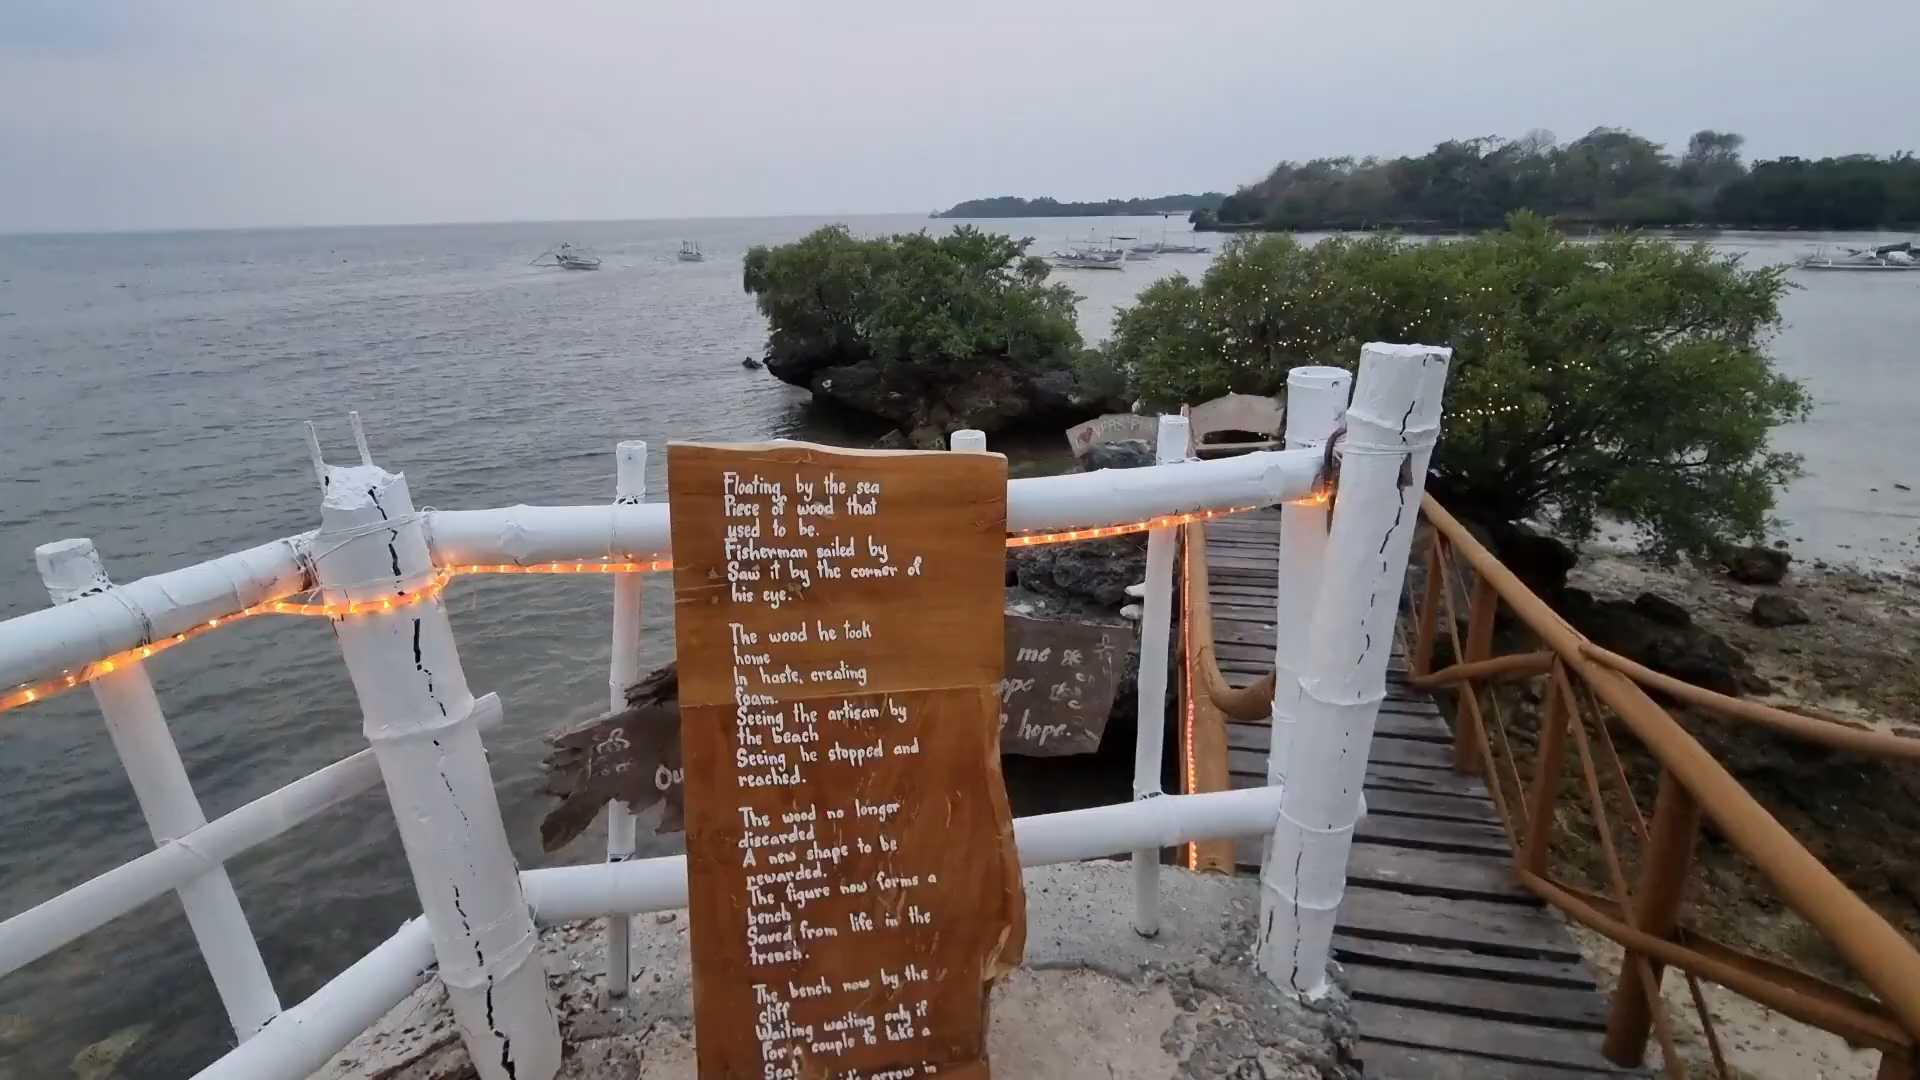 Floating by the sea
Piece of wood that
used to be.
Fisherman sailed by
Saw it by the corner of
his eye.
The wood he took
home
In haste, creating
foam.
Seeing the artisan by
the beach
Seeing he stopped and
reached.
The wood no longer
discarded
A new shape to be
rewarded.
The figure now forms a
bench
Saved from life in the
trench.
The bench now by the
cliff
Waiting waiting only if
For a couple to take a
Seat
arrow in
me
hope.